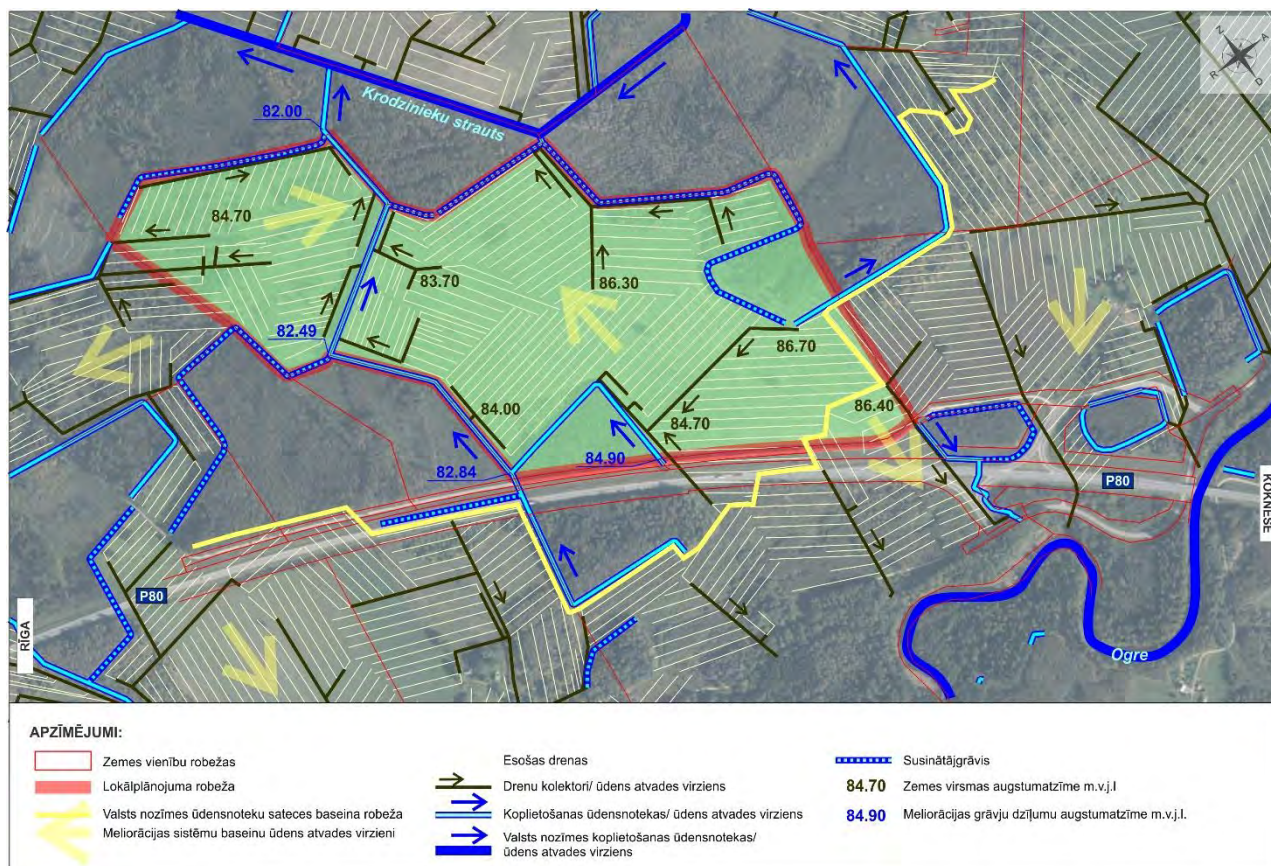 Z
A
R
D
82.00
Krodzinieku strauts
84.70
83.70
86.30
82.49
86.70
86.40
84.00
84.70
84.90
82.84
P80
P80
KOKNESE
RĪGA
Ogre
APZĪMĒJUMI:
Zemes vienību robežas
Lokālplānojuma robeža
Valsts nozīmes ūdensnoteku sateces baseina robeža
Meliorācijas sistēmu baseinu ūdens atvades virzieni
Esošas drenas
Drenu kolektori/ ūdens atvades virziens
Koplietošanas ūdensnotekas/ ūdens atvades virziens
Valsts nozīmes koplietošanas ūdensnotekas/
ūdens atvades virziens
Susinātājgrāvis
84.70 Zemes virsmas augstumatzīme m.v.j.l
84.90 Meliorācijas grāvju dziļumu augstumatzīme m.v.j.l.